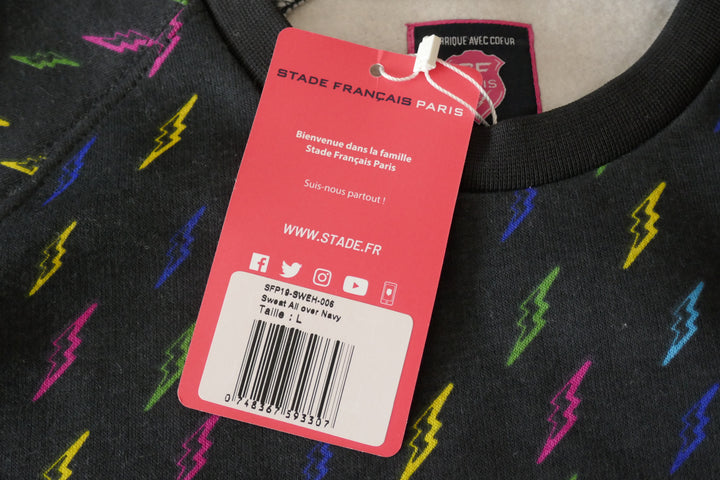 FABRIQUE AVEC COEUR
STADE FRANÇAIS PARIS
Bienvenue dans la famille
Stade Français Paris
Suis-nous partout !
WWW.STADE.FR
SFP19-SWEH-006
Sweat All over Navy
Taille : L
0 748367 593307